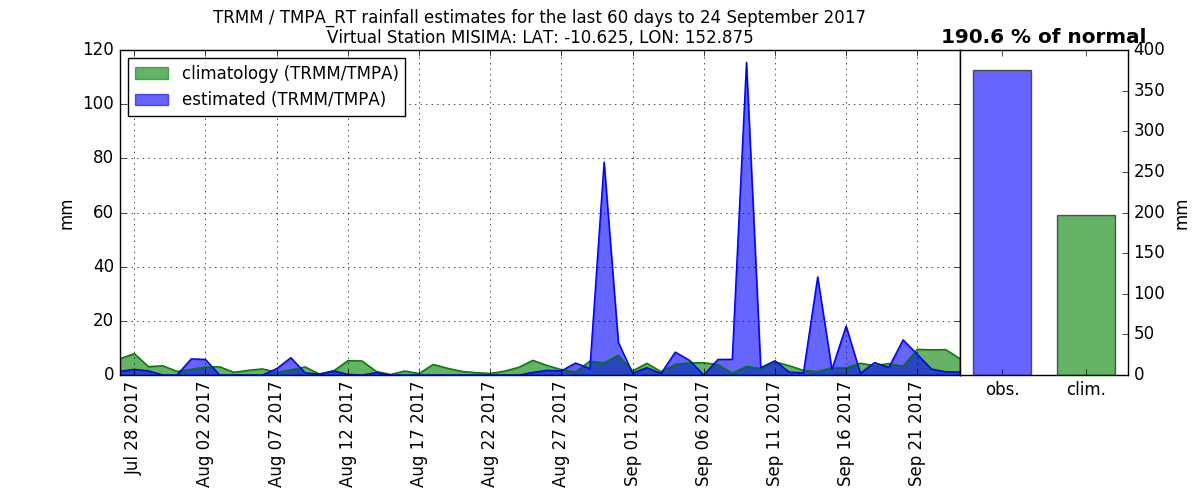 TRMM / TMPA_RT rainfall estimates for the last 60 days to 24 September 2017
Virtual Station MISIMA: LAT: -10.625, LON: 152.875
190.6 % of normal
climatology (TRMM/TMPA)
estimated (TRMM/TMPA)
mm
120
100
80
60
40
20
0
Jul 28 2017
Aug 02 2017
Aug 07 2017
Aug 12 2017
Aug 17 2017
Aug 22 2017
Aug 27 2017
Sep 01 2017
Sep 06 2017
Sep 11 2017
Sep 16 2017
Sep 21 2017
obs.
clim.
400
350
300
250
200
150
100
50
0
mm